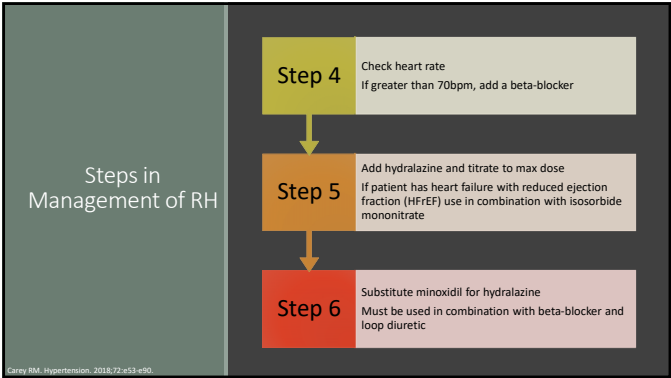 Steps in
Management of RH
Step 4
Check heart rate
If greater than 70bpm, add a beta-blocker
Step 5
Add hydralazine and titrate to max dose
If patient has heart failure with reduced ejection
fraction (HFrEF) use in combination with isosorbide
mononitrate
Step 6
Substitute minoxidil for hydralazine
Must be used in combination with beta-blocker and
loop diuretic
Carey RM. Hypertension. 2018;72:e53-e90.